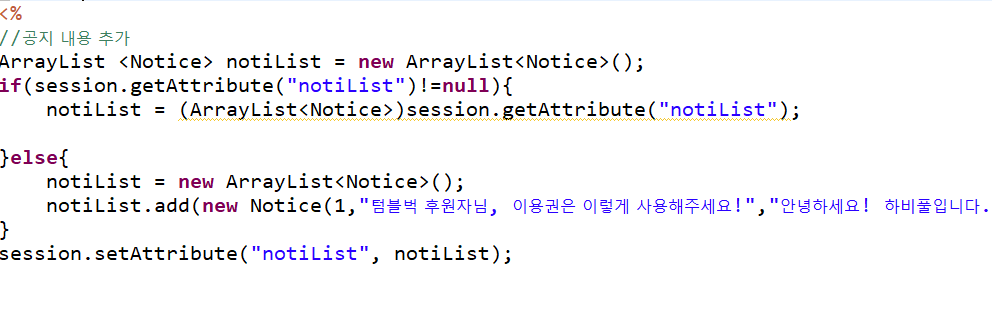 <%
//공지 내용 추가
ArrayList <Notice> notiList = new ArrayList<Notice>();
if(session.getAttribute("notiList")!=null){
    notiList = (ArrayList<Notice>)session.getAttribute("notiList");
}else{
    notiList = new ArrayList<Notice>();
    notiList.add(new Notice(1,"텀블벅 후원자님, 이용권은 이렇게 사용해주세요!","안녕하세요! 하비풀입니다.
}
session.setAttribute("notiList", notiList);